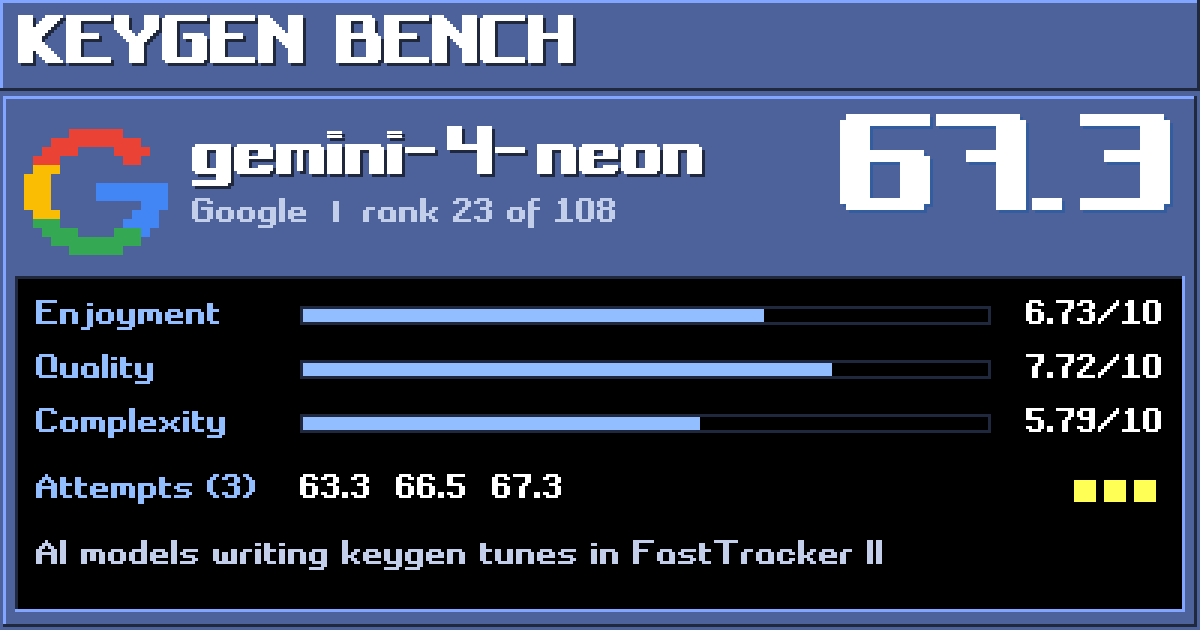 KEYGEN BENCH
gemini-4-neon
67.3
Google | rank 23 of 108
Enjoyment 6.73/10
Quality 7.72/10
Complexity 5.79/10
Attempts (3) 63.3 66.5 67.3
AI models writing keygen tunes in FastTracker II